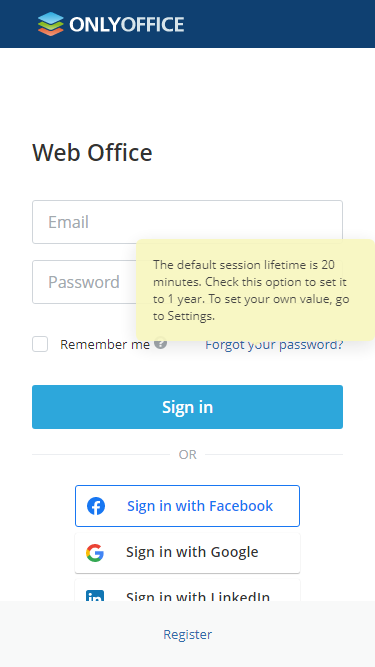 ONLYOFFICE
Web Office
Email
The default session lifetime is 20
minutes. Check this option to set it
to 1 year. To set your own value, go
to Settings.
Password
Remember me ?
Forgot your password?
Sign in
OR
Sign in with Facebook
Sign in with Google
in Sign in with LinkedIn
Register